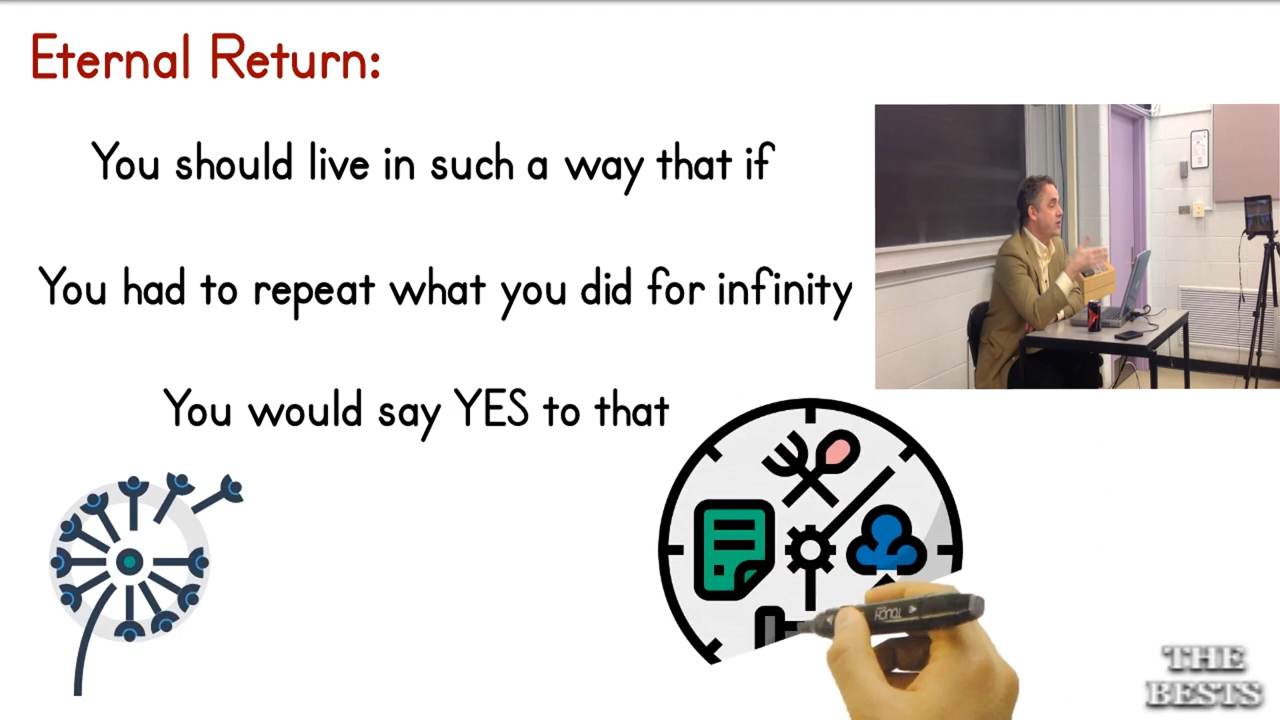 Eternal Return:
You should live in such a way that if
You had to repeat what you did for infinity
You would say YES to that
TOUCH
THE
BESTS